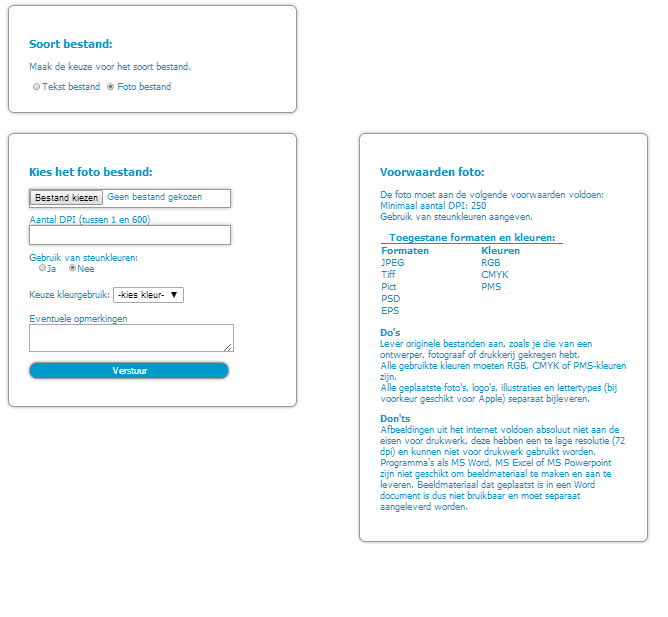 Soort bestand:
Maak de keuze voor het soort bestand.
Tekst bestand Foto bestand
Kies het foto bestand:
Bestand kiezen Geen bestand gekozen
Aantal DPI (tussen 1 en 600)
Gebruik van steunkleuren:
Ja Nee
Keuze kleurgebruik: -kies kleur- ▼
Eventuele opmerkingen
Verstuur
Voorwaarden foto:
De foto moet aan de volgende voorwaarden voldoen:
Minimaal aantal DPI: 250
Gebruik van steunkleuren aangeven.
Toegestane formaten en kleuren:
Formaten Kleuren
JPEG RGB
Tiff CMYK
Pict PMS
PSD
EPS
Do's
Lever originele bestanden aan, zoals je die van een
ontwerper, fotograaf of drukkerij gekregen hebt.
Alle gebruikte kleuren moeten RGB, CMYK of PMS-kleuren
zijn.
Alle geplaatste foto's, logo's, illustraties en lettertypes (bij
voorkeur geschikt voor Apple) separaat bijleveren.
Don'ts
Afbeeldingen uit het internet voldoen absoluut niet aan de
eisen voor drukwerk, deze hebben een te lage resolutie (72
dpi) en kunnen niet voor drukwerk gebruikt worden.
Programma's als MS Word, MS Excel of MS Powerpoint
zijn niet geschikt om beeldmateriaal te maken en aan te
leveren. Beeldmateriaal dat geplaatst is in een Word
document is dus niet bruikbaar en moet separaat
aangeleverd worden.